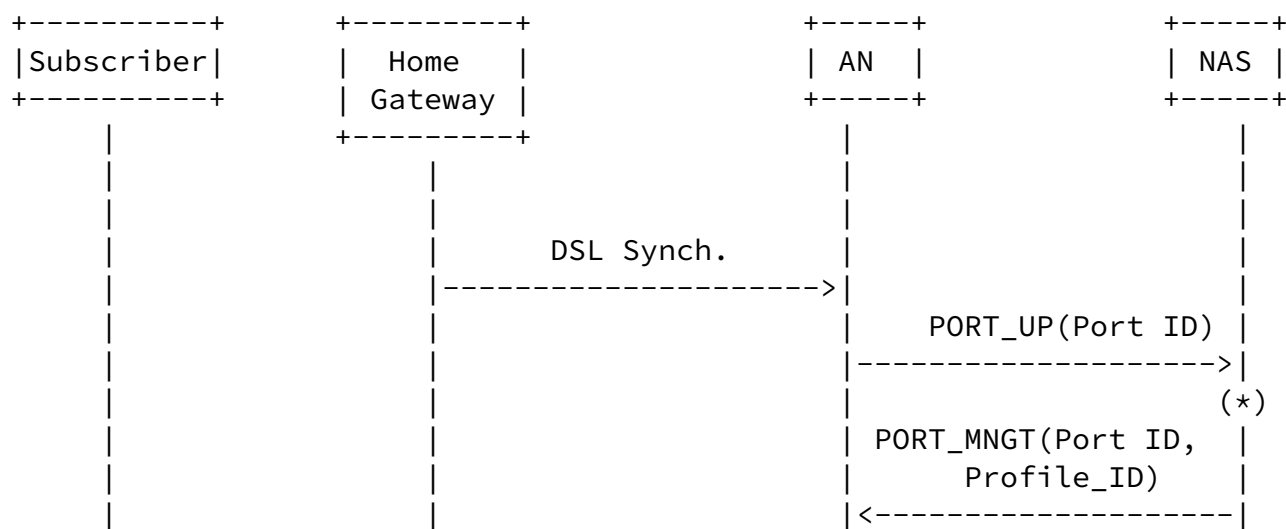 +----------+ +---------+ +-----+ +-----+
|Subscriber| | Home | | AN | | NAS |
+----------+ | Gateway | +-----+ +-----+
| +---------+ | |
| | | |
| | | |
| | | |
| | DSL Synch. | |
| |--------------------->| |
| | | PORT_UP(Port ID) |
| | |-------------------->|
| | | (*)
| | | PORT_MNGT(Port ID, |
| | | Profile_ID) |
| | |<--------------------|